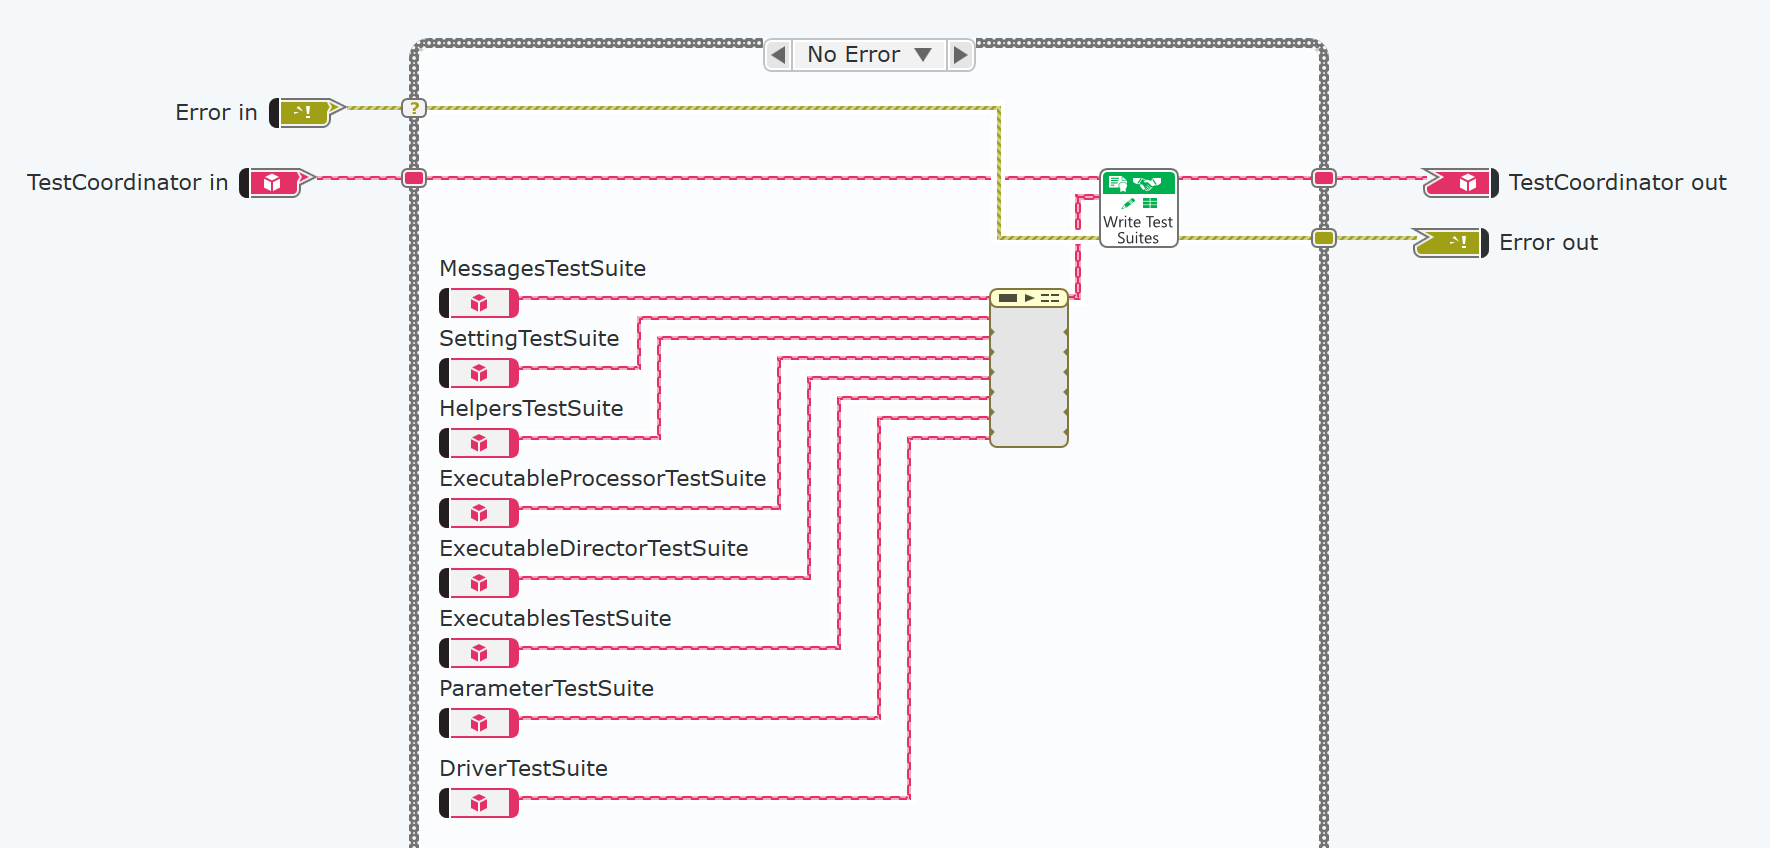 No Error
?
Error in
!
TestCoordinator in
TestCoordinator out
Write Test
Suites
!
Error out
MessagesTestSuite
SettingTestSuite
HelpersTestSuite
ExecutableProcessorTestSuite
ExecutableDirectorTestSuite
ExecutablesTestSuite
ParameterTestSuite
DriverTestSuite